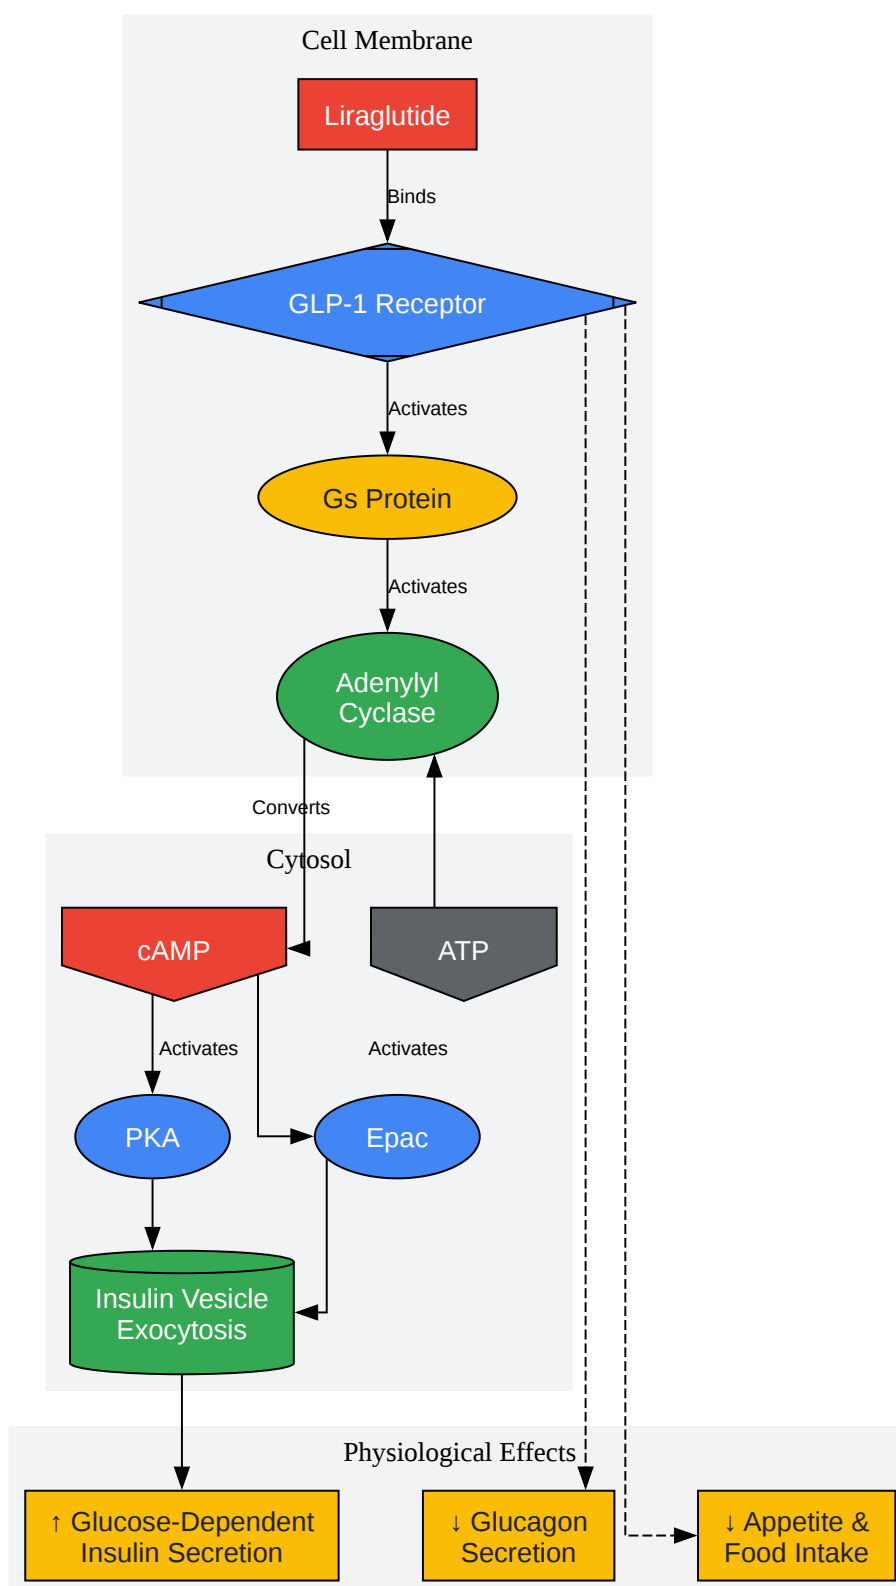 Cell Membrane
Liraglutide
Binds
GLP-1 Receptor
Activates
Gs Protein
Activates
Adenylyl
Cyclase
Converts
Cytosol
cAMP
ATP
Activates
Activates
PKA
Epac
Insulin Vesicle
Exocytosis
Physiological Effects
↑ Glucose-Dependent
Insulin Secretion
↓ Glucagon
Secretion
↓ Appetite &
Food Intake